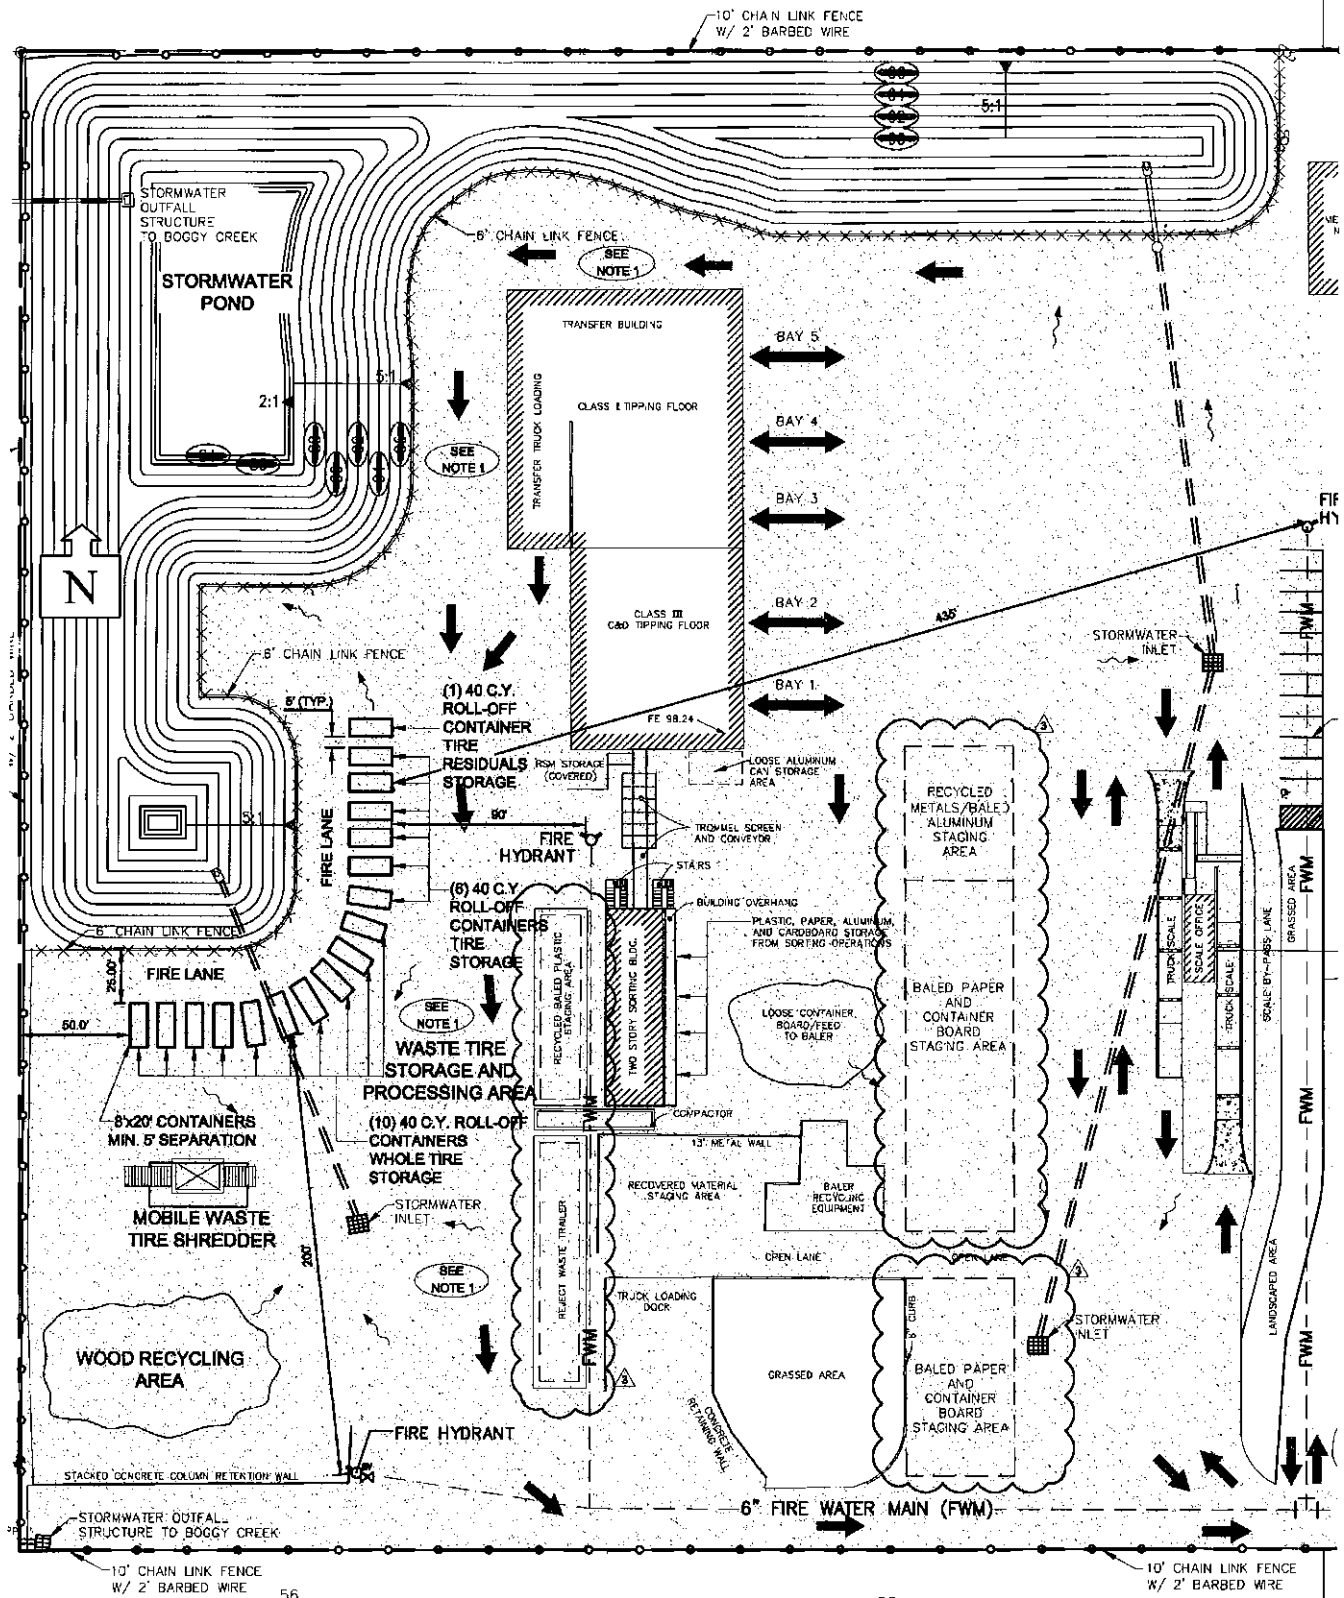 10' CHAIN LINK FENCE
W/ 2' BARBED WIRE
5:1
STORMWATER
OUTFALL
STRUCTURE
TO BOGGY CREEK
STORMWATER
POND
6' CHAIN LINK FENCE
SEE
NOTE 1
TRANSFER BUILDING
TRANSFER TRUCK LOADING
CLASS I TIPPING FLOOR
BAY 5
BAY 4
BAY 3
BAY 2
BAY 1
5:1
2:1
SEE
NOTE 1
N
CLASS III
C&D TIPPING FLOOR
FE 98.24
435'
STORMWATER
INLET
FWM
6' CHAIN LINK FENCE
5' (TYP.)
(1) 40 C.Y.
ROLL-OFF
CONTAINER
TIRE
RESIDUALS
STORAGE
RSM STORAGE
(COVERED)
LOOSE ALUMINUM
CAN STORAGE
AREA
3
RECYCLED
METALS/BALED
ALUMINUM
STAGING
AREA
5:1
FIRE LANE
90'
FIRE
HYDRANT
TROMMEL SCREEN
AND CONVEYOR
STAIRS
FWM
GRASSED AREA
(6) 40 C.Y.
ROLL-OFF
CONTAINERS
TIRE
STORAGE
BUILDING OVERHANG
PLASTIC, PAPER, ALUMINUM,
AND CARDBOARD STORAGE
FROM SORTING OPERATIONS
RECYCLED BALED PLASTIC
STAGING AREA
TWO STORY SORTING BLDG.
TRUCK SCALE
SCALE OFFICE
TRUCK SCALE
SCALE BY-PASS LANE
6' CHAIN LINK FENCE
FIRE LANE
25.00'
50.0'
SEE
NOTE 1
WASTE TIRE
STORAGE AND
PROCESSING AREA
LOOSE CONTAINER
BOARD/FEED
TO BALER
BALED PAPER
AND
CONTAINER
BOARD
STAGING AREA
8'x20' CONTAINERS
MIN. 5' SEPARATION
(10) 40 C.Y. ROLL-OFF
CONTAINERS
WHOLE TIRE
STORAGE
FWM
COMPACTOR
13' METAL WALL
FWM
RECOVERED MATERIAL
STAGING AREA
BALER
RECYCLING
EQUIPMENT
MOBILE WASTE
TIRE SHREDDER
STORMWATER
INLET
200'
REJECT WASTE TRAILER
OPEN LANE
OPEN LANE
SEE
NOTE 1
TRUCK LOADING
DOCK
6" CURB
3
LANDSCAPED AREA
STORMWATER
INLET
FWM
FWM
WOOD RECYCLING
AREA
3
GRASSED AREA
BALED PAPER
AND
CONTAINER
BOARD
STAGING AREA
CONCRETE
RETAINING WALL
FIRE HYDRANT
STACKED CONCRETE COLUMN RETENTION WALL
6" FIRE WATER MAIN (FWM)
STORMWATER OUTFALL
STRUCTURE TO BOGGY CREEK
10' CHAIN LINK FENCE
W/ 2' BARBED WIRE
10' CHAIN LINK FENCE
W/ 2' BARBED WIRE